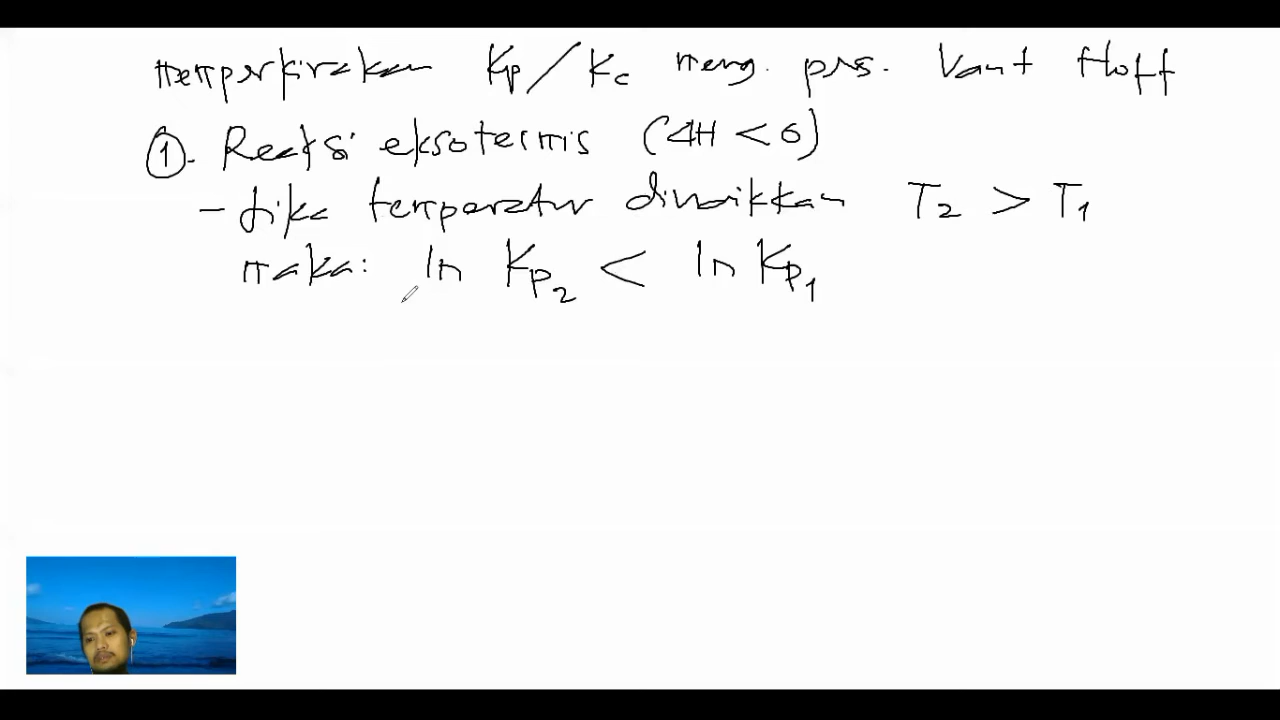 Memperkirakan Kp/Kc meng. prs. Vant Hoff
①. Reaksi eksotermis (ΔH < 0)
- Jika temperatur dinaikkan T₂ > T₁
maka: ln Kp₂ < ln Kp₁